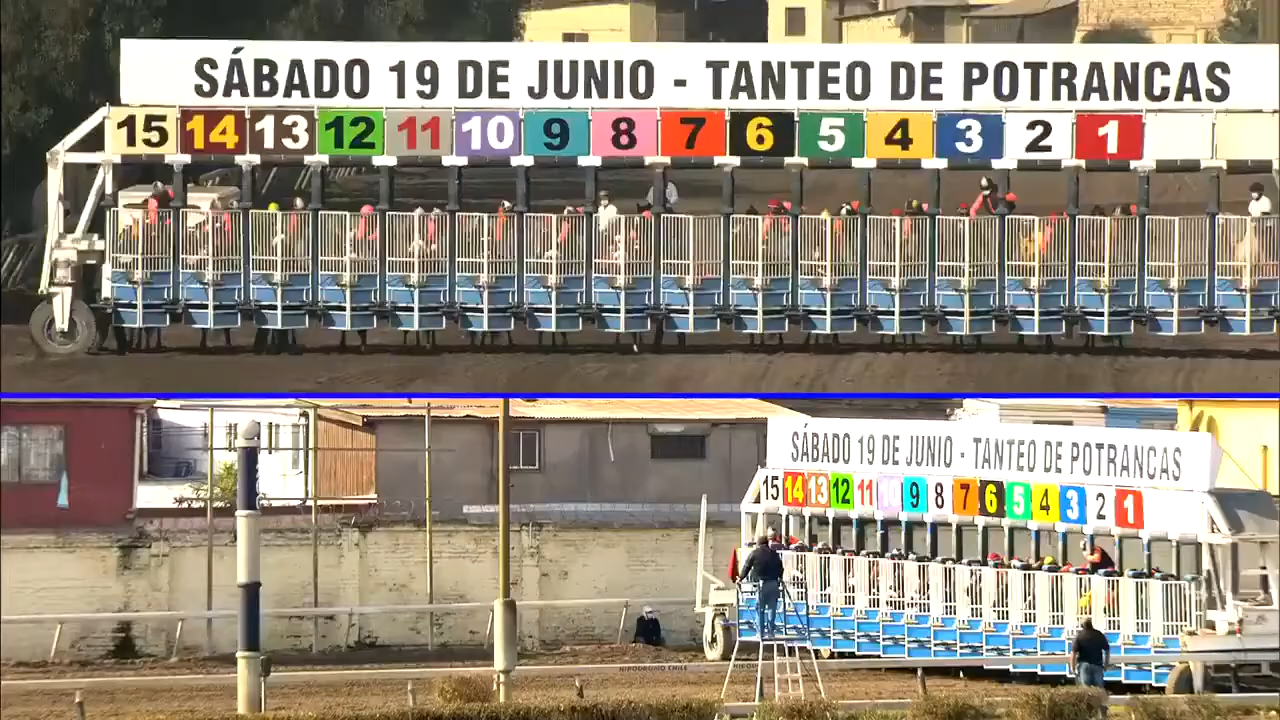 SÁBADO 19 DE JUNIO - TANTEO DE POTRANCAS
15 14 13 12 11 10 9 8 7 6 5 4 3 2 1
SÁBADO 19 DE JUNIO - TANTEO DE POTRANCAS
15 14 13 12 11 10 9 8 7 6 5 4 3 2 1
HIPODROMO CHILE